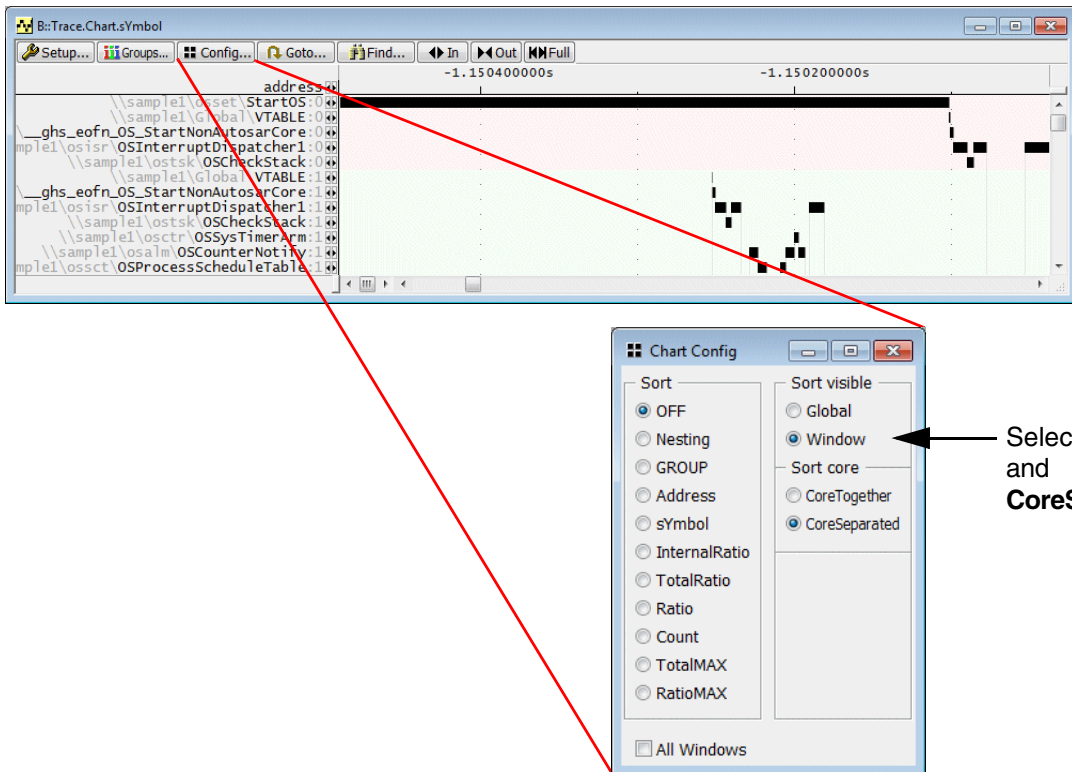 B::Trace.Chart.sYmbol
Setup... Groups... Config... Goto... Find... In Out Full
-1.150400000s -1.150200000s
address
\\sample1\osset\StartOS:0
\\sample1\Global\VTABLE:0
\__ghs_eofn_OS_StartNonAutosarCore:0
mple1\osisr\OSInterruptDispatcher1:0
\\sample1\ostsk\OSCheckStack:0
\\sample1\Global\VTABLE:1
\__ghs_eofn_OS_StartNonAutosarCore:1
mple1\osisr\OSInterruptDispatcher1:1
\\sample1\ostsk\OSCheckStack:1
\\sample1\osctr\OSSysTimerArm:1
\\sample1\osalm\OSCounterNotify:1
mple1\ossct\OSProcessScheduleTable:1
Chart Config
Sort
OFF
Nesting
GROUP
Address
sYmbol
InternalRatio
TotalRatio
Ratio
Count
TotalMAX
RatioMAX
Sort visible
Global
Window
Sort core
CoreTogether
CoreSeparated
All Windows
Selec
and
CoreS